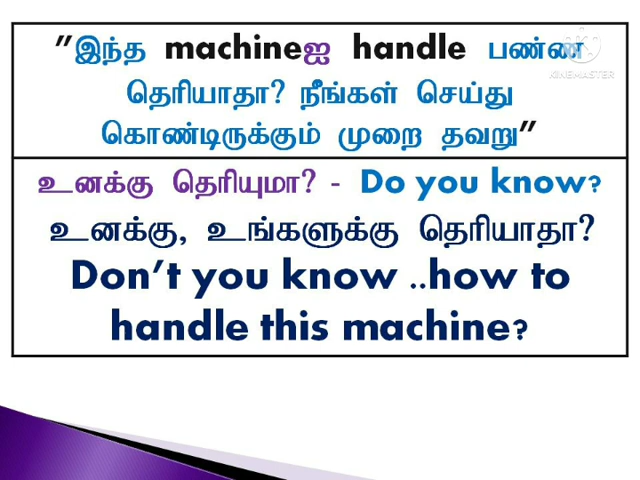 "இந்த machineஐ handle பண்ண
KINEMASTER
தெரியாதா? நீங்கள் செய்து
கொண்டிருக்கும் முறை தவறு"
உனக்கு தெரியுமா? - Do you know?
உனக்கு, உங்களுக்கு தெரியாதா?
Don't you know ..how to
handle this machine?